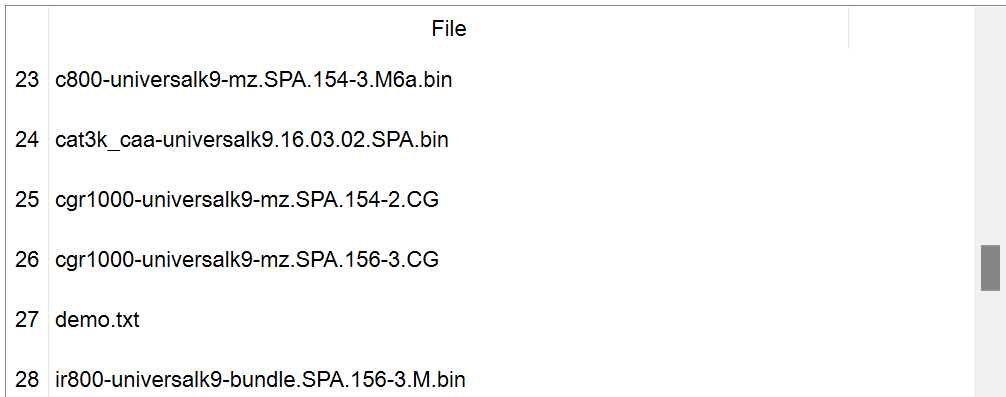 File
23 c800-universalk9-mz.SPA.154-3.M6a.bin
24 cat3k_caa-universalk9.16.03.02.SPA.bin
25 cgr1000-universalk9-mz.SPA.154-2.CG
26 cgr1000-universalk9-mz.SPA.156-3.CG
27 demo.txt
28 ir800-universalk9-bundle.SPA.156-3.M.bin